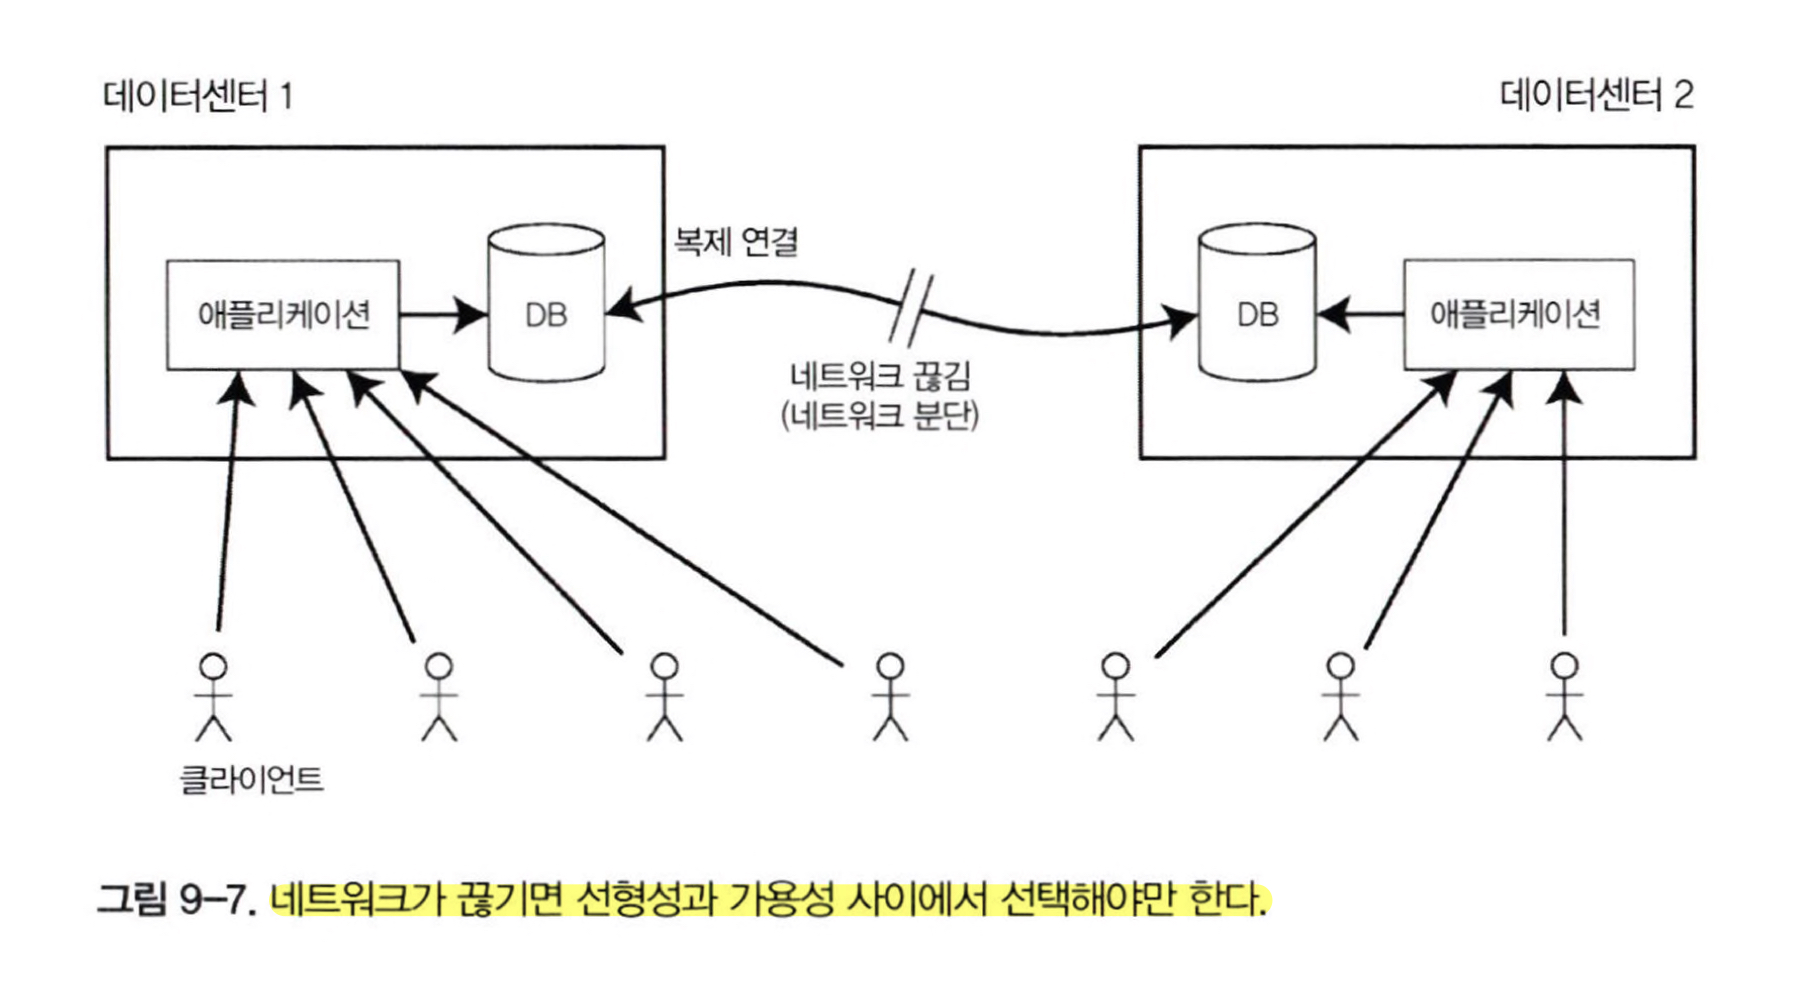 데이터센터 1
데이터센터 2
복제 연결
애플리케이션
DB
DB
애플리케이션
네트워크 끊김
(네트워크 분단)
클라이언트
그림 9-7. 네트워크가 끊기면 선형성과 가용성 사이에서 선택해야만 한다.